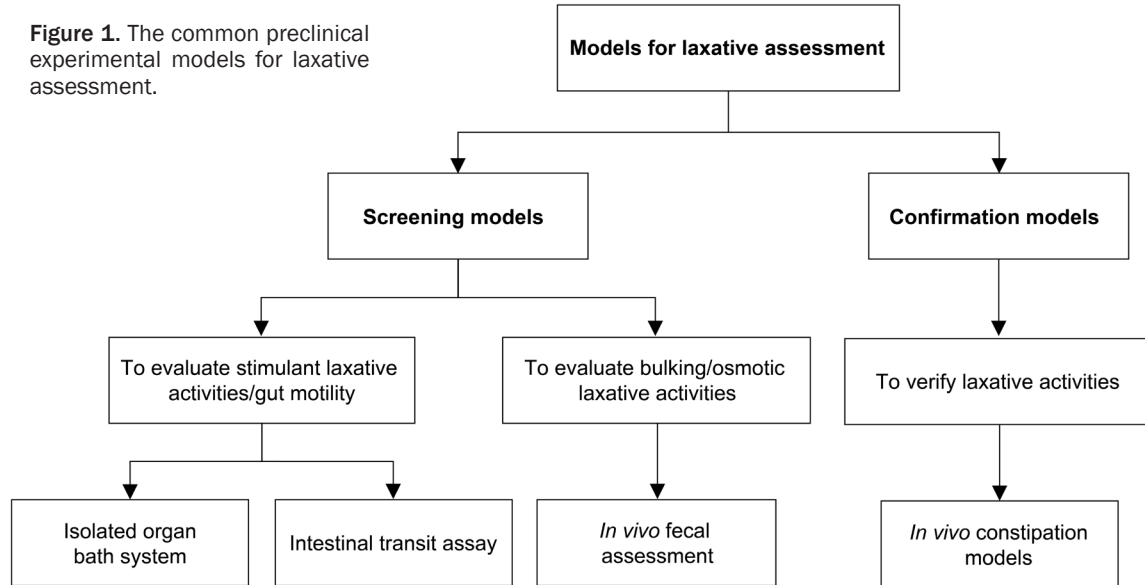 Figure 1. The common preclinical
experimental models for laxative
assessment.
Models for laxative assessment
Screening models
Confirmation models
To evaluate stimulant laxative
activities/gut motility
To evaluate bulking/osmotic
laxative activities
To verify laxative activities
Isolated organ
bath system
Intestinal transit assay
In vivo fecal
assessment
In vivo constipation
models